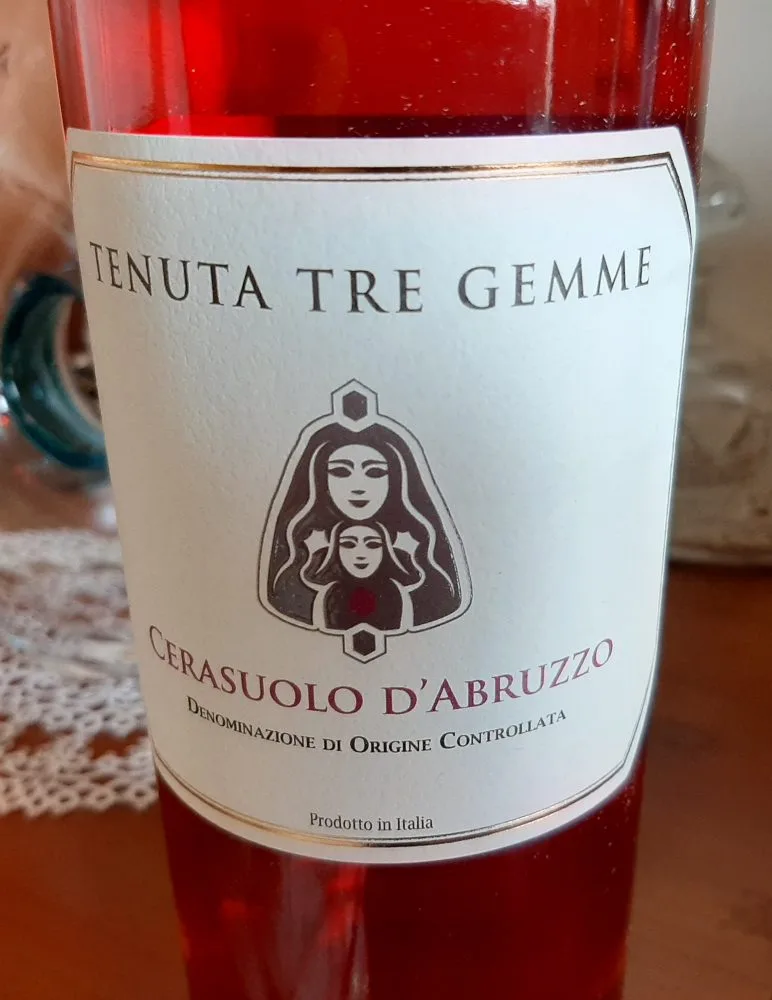 TENUTA TRE GEMME
CERASUOLO D'ABRUZZO
DENOMINAZIONE DI ORIGINE CONTROLLATA
Prodotto in Italia